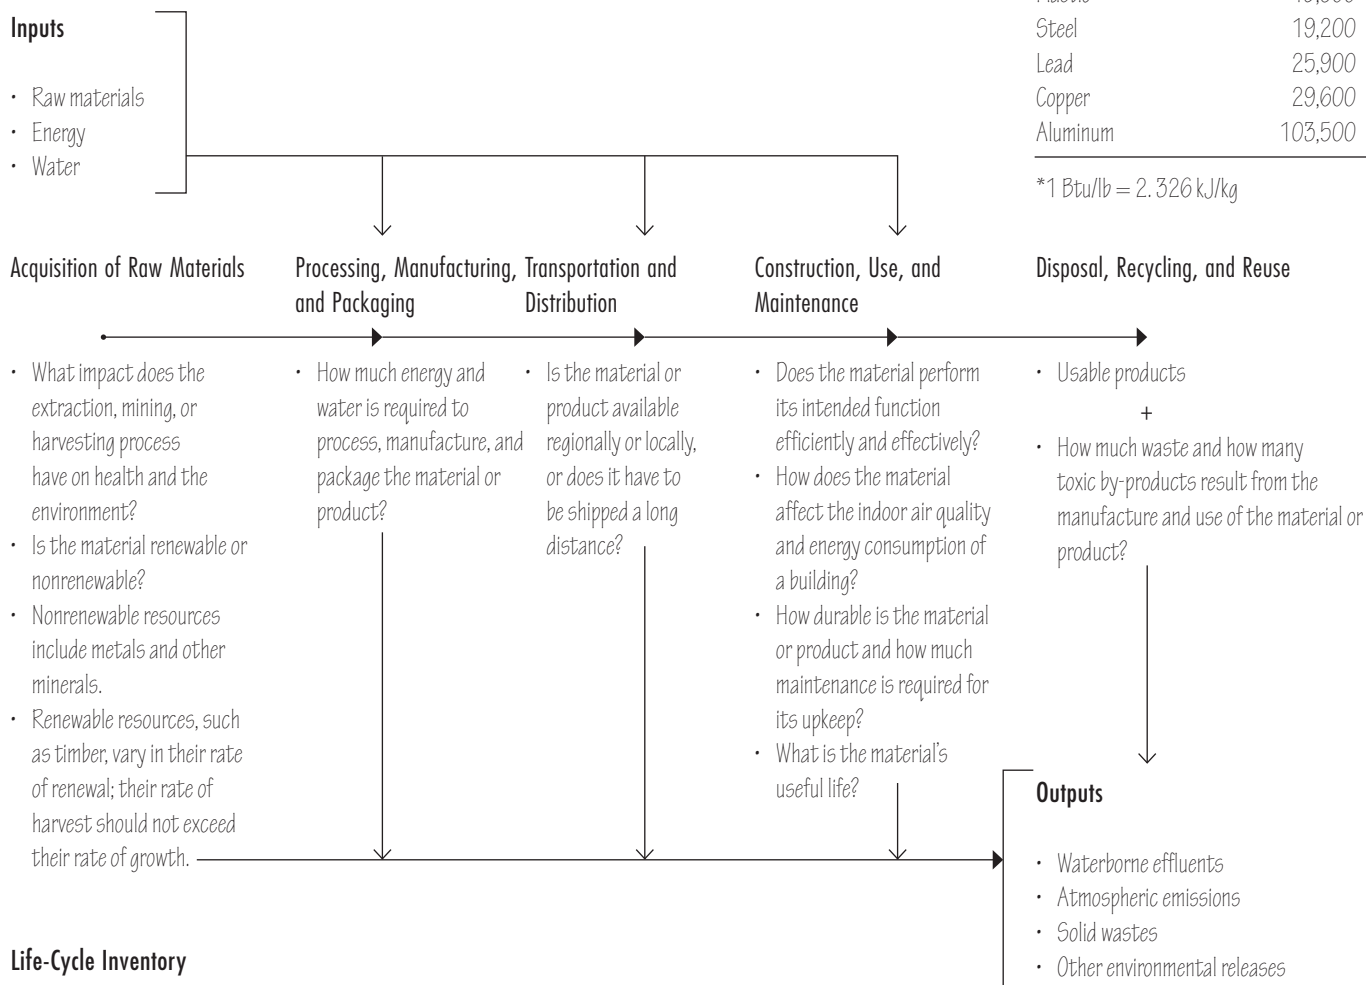 Inputs
• Raw materials
• Energy
• Water
Steel 19,200
Lead 25,900
Copper 29,600
Aluminum 103,500
*1 Btu/lb = 2.326 kJ/kg
Acquisition of Raw Materials
• What impact does the
extraction, mining, or
harvesting process
have on health and the
environment?
• Is the material renewable or
nonrenewable?
• Nonrenewable resources
include metals and other
minerals.
• Renewable resources, such
as timber, vary in their rate
of renewal; their rate of
harvest should not exceed
their rate of growth.
Processing, Manufacturing,
and Packaging
• How much energy and
water is required to
process, manufacture, and
package the material or
product?
Transportation and
Distribution
• Is the material or
product available
regionally or locally,
or does it have to
be shipped a long
distance?
Construction, Use, and
Maintenance
• Does the material perform
its intended function
efficiently and effectively?
• How does the material
affect the indoor air quality
and energy consumption of
a building?
• How durable is the material
or product and how much
maintenance is required for
its upkeep?
• What is the material's
useful life?
Disposal, Recycling, and Reuse
• Usable products
+
• How much waste and how many
toxic by-products result from the
manufacture and use of the material or
product?
Outputs
• Waterborne effluents
• Atmospheric emissions
• Solid wastes
• Other environmental releases
Life-Cycle Inventory